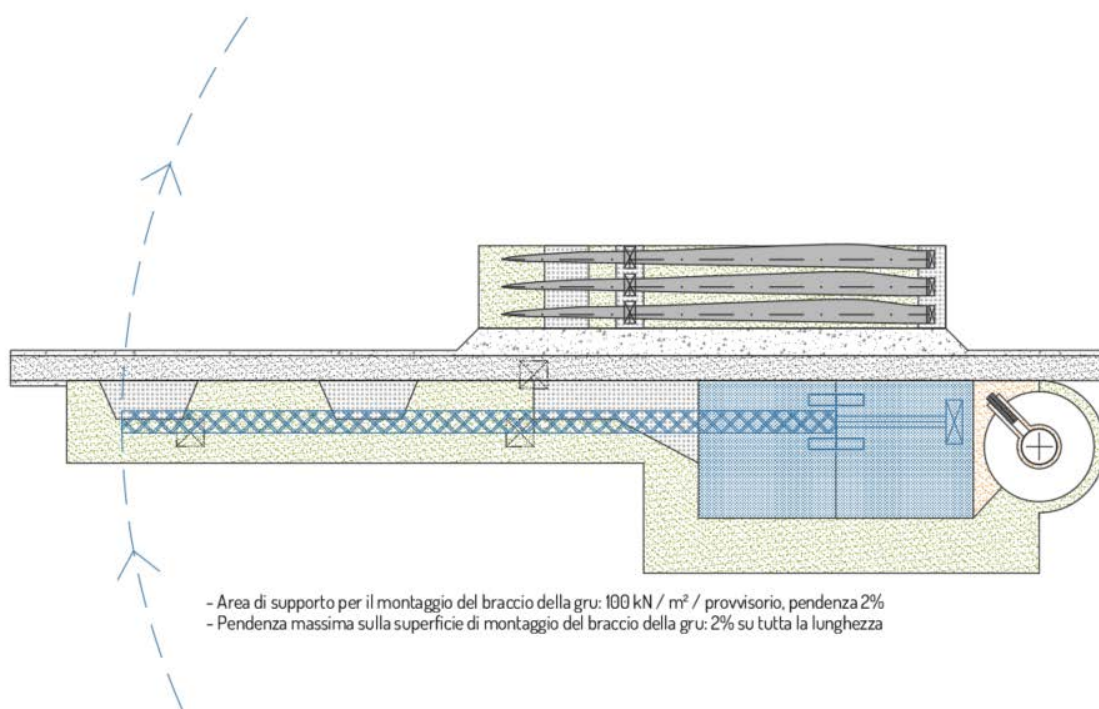 - Area di supporto per il montaggio del braccio della gru: 100 kN / m² / provvisorio, pendenza 2%
- Pendenza massima sulla superficie di montaggio del braccio della gru: 2% su tutta la lunghezza